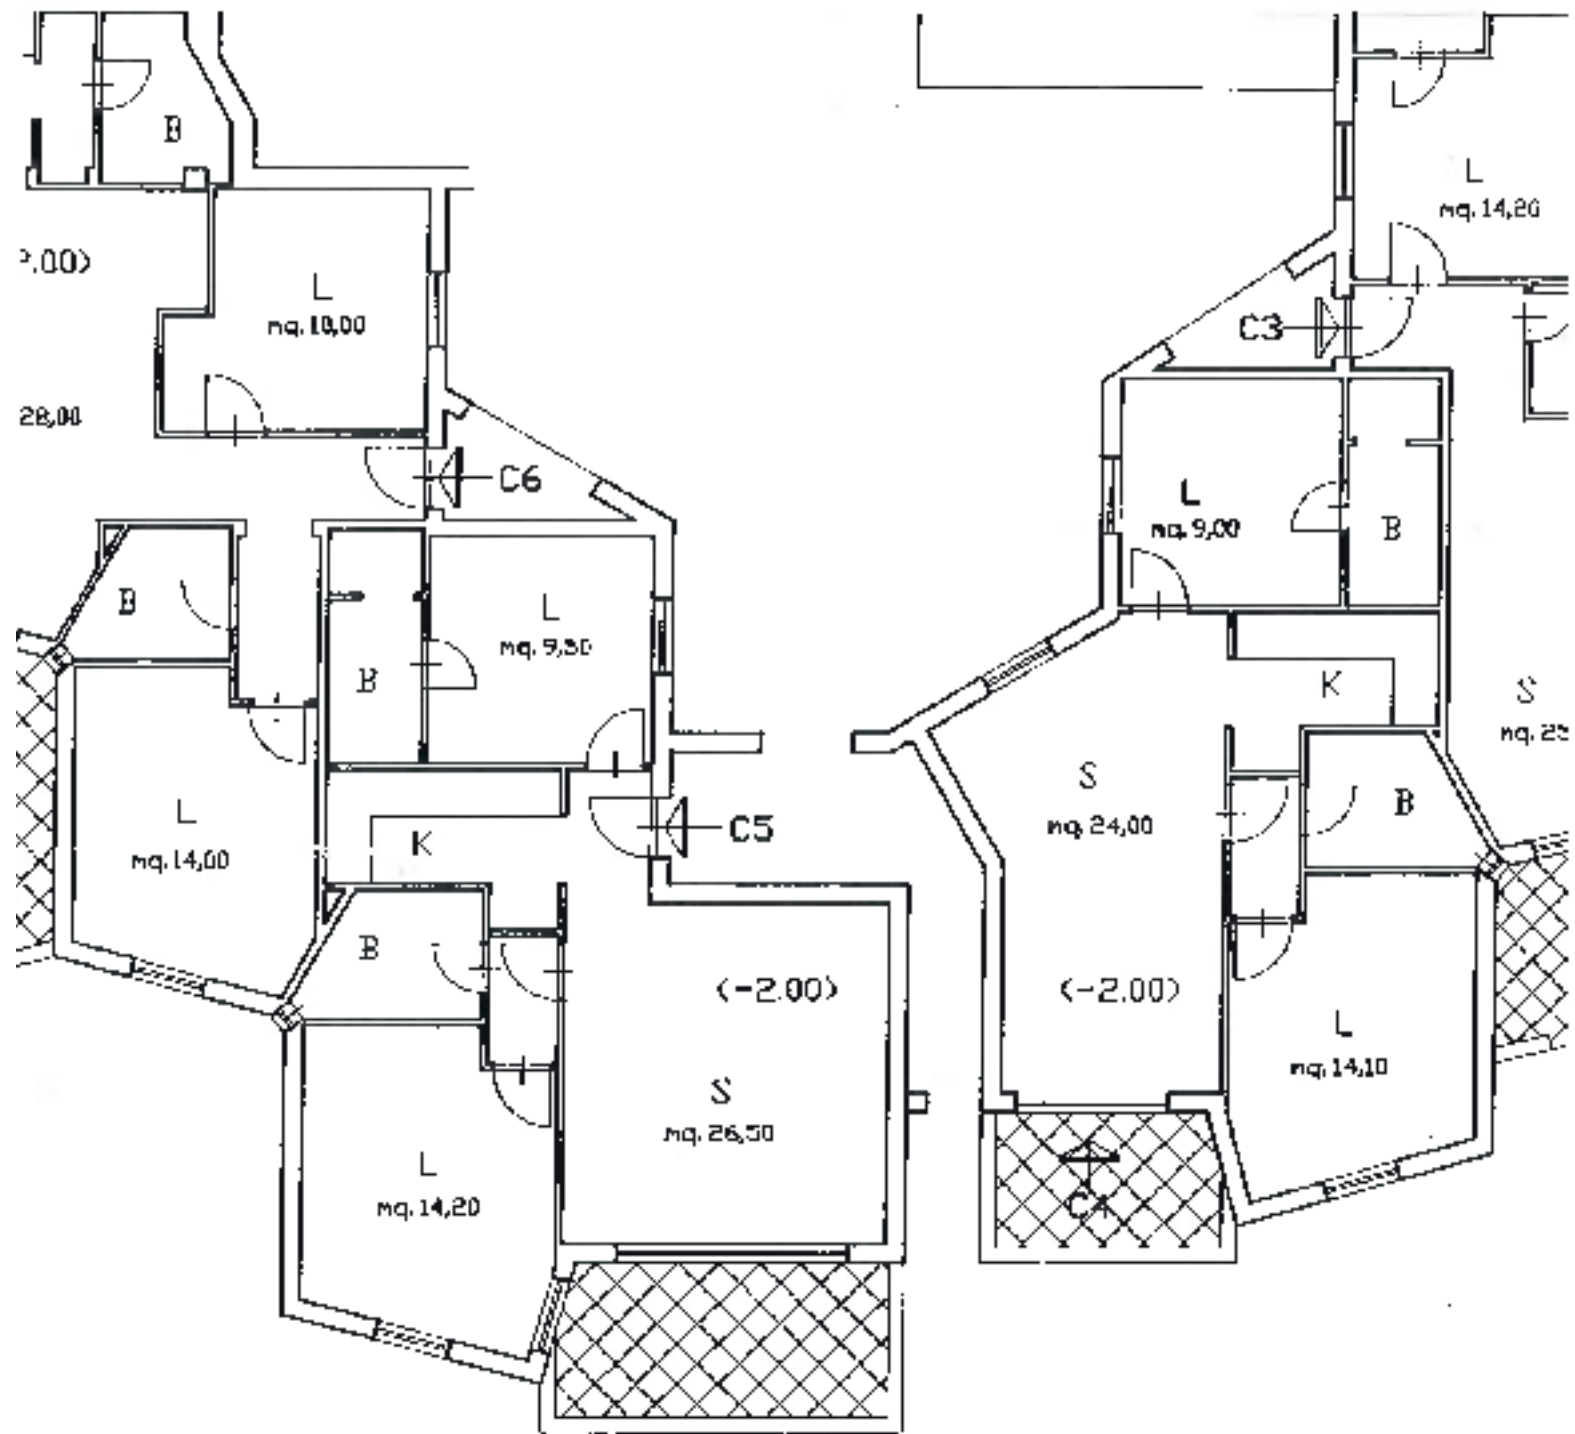 B
L
mq. 14,20
.00)
L
mq. 10,00
C3
28,00
C6
L
mq. 9,00
B
B
L
mq. 9,50
B
K
S
mq. 25
S
mq. 24,00
B
L
mq. 14,00
K
C5
B
(-2.00)
(-2.00)
L
mq. 14,10
S
mq. 26,50
L
mq. 14,20
C4